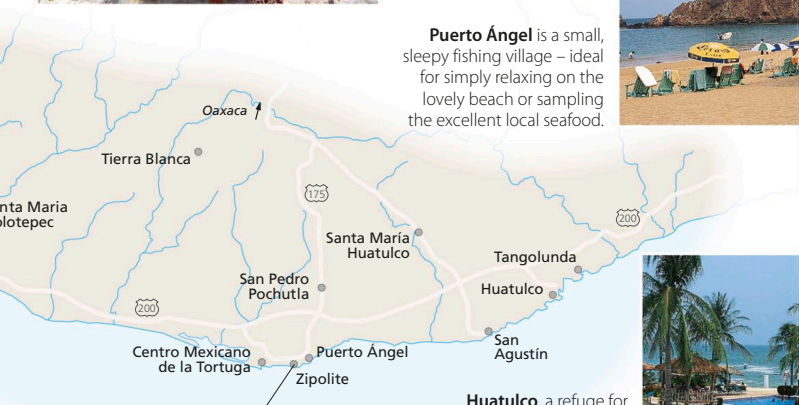 Puerto Ángel is a small,
sleepy fishing village – ideal
for simply relaxing on the
lovely beach or sampling
the excellent local seafood.
Oaxaca
Tierra Blanca
nta Maria
olotepec
175
200
Santa María
Huatulco
Tangolunda
San Pedro
Pochutla
Huatulco
200
San
Agustín
Centro Mexicano
de la Tortuga
Puerto Ángel
Zipolite
Huatulco, a refuge for